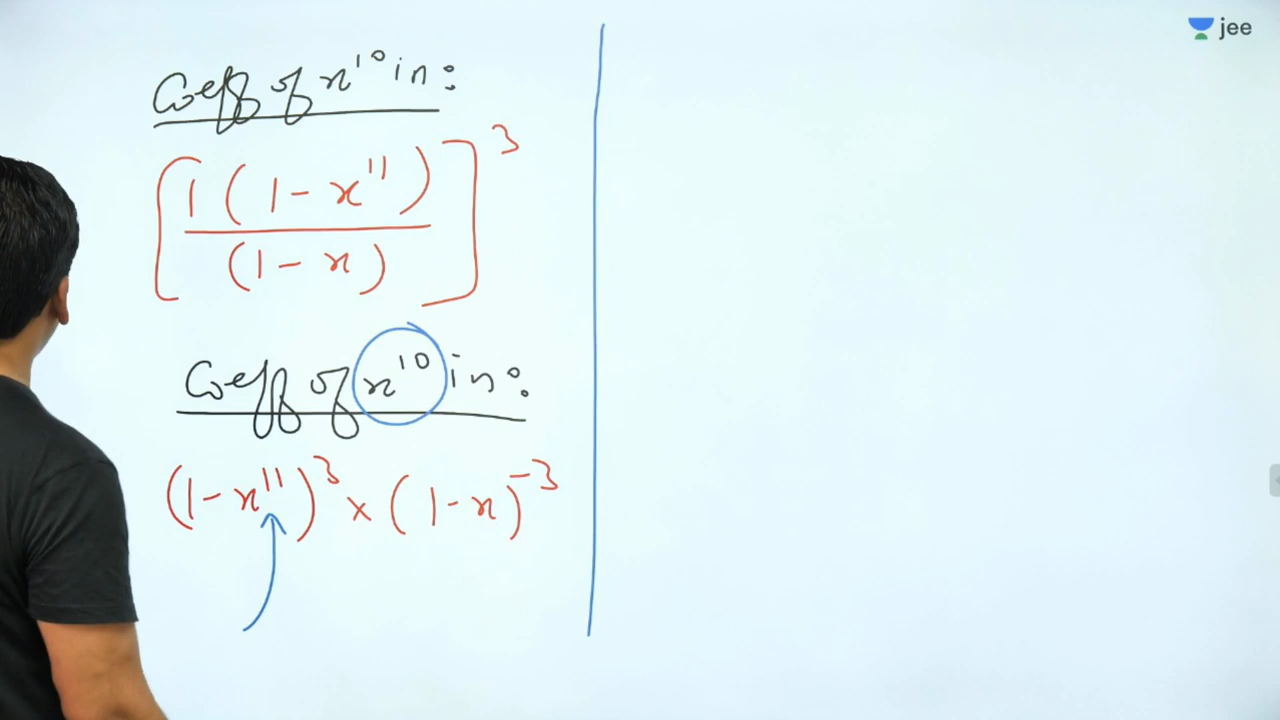 jee
Coeff of x¹⁰ in :
[1(1 - x¹¹) / (1 - x)]³
Coeff of x¹⁰ in :
(1 - x¹¹)³ × (1 - x)⁻³